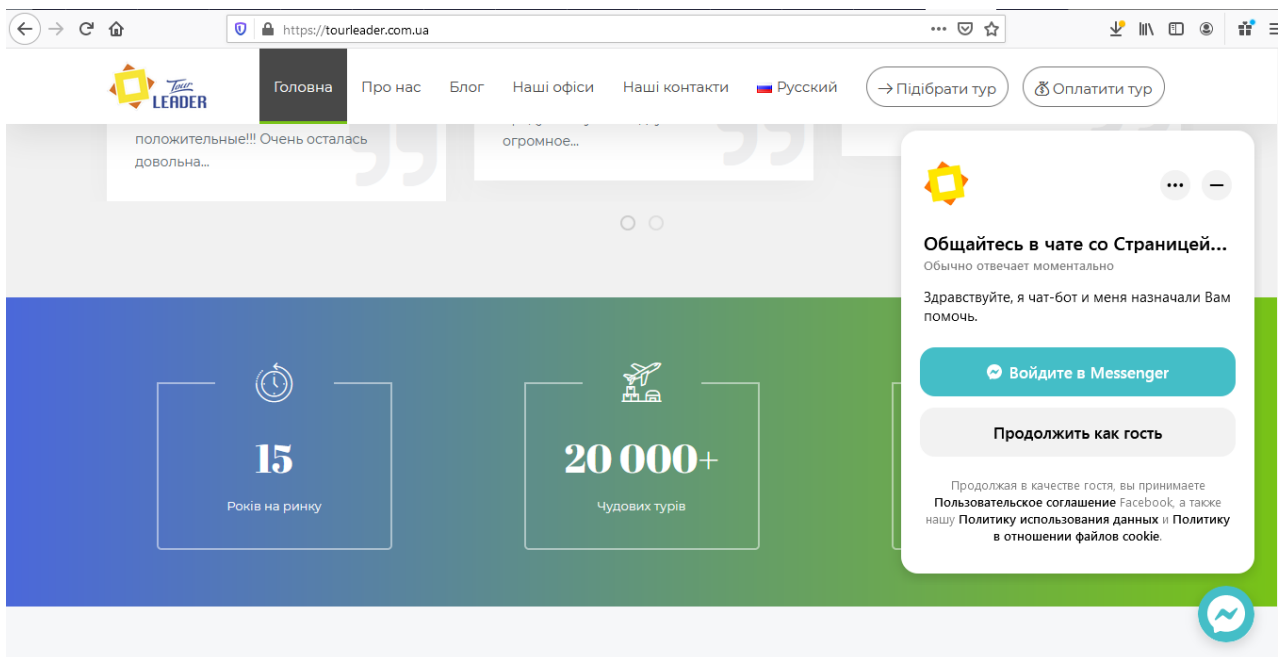 https://tourleader.com.ua
Tour LEADER
Головна Про нас Блог Наші офіси Наші контакти Русский → Підібрати тур Оплатити тур
положительные!!! Очень осталась
довольна...
огромное...
Общайтесь в чате со Страницей...
Обычно отвечает моментально
Здравствуйте, я чат-бот и меня назначали Вам
помочь.
Войдите в Messenger
Продолжить как гость
Продолжая в качестве гостя, вы принимаете
Пользовательское соглашение Facebook, а также
нашу Политику использования данных и Политику
в отношении файлов cookie.
15
Років на ринку
20 000+
Чудових турів